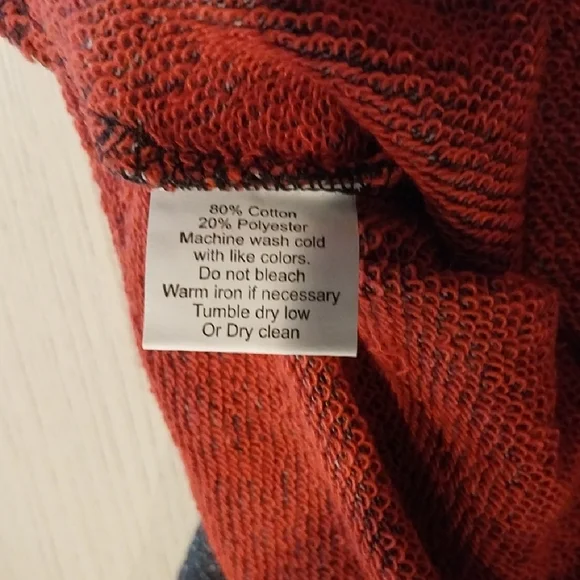 80% Cotton
20% Polyester
Machine wash cold
with like colors.
Do not bleach
Warm iron if necessary
Tumble dry low
Or Dry clean